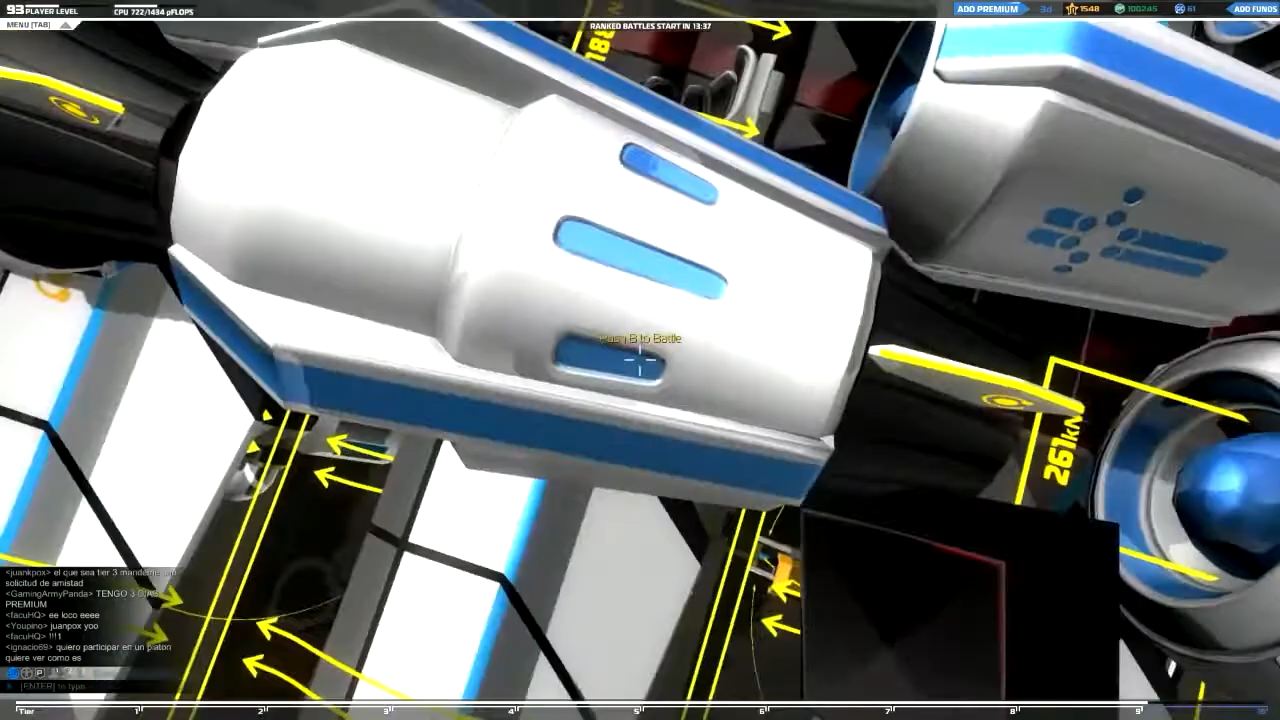 93 PLAYER LEVEL
CPU 722/1434 pFLOPS
ADD PREMIUM
3d
1548
100245
61
ADD FUNDS
MENU [TAB]
RANKED BATTLES START IN 13:37
188
Push B to Battle
261kN
<juankpox> el que sea tier 3 mandeme una
solicitud de amistad
<GamingArmyPanda> TENGO 3 DIAS
PREMIUM
<facuHQ> ee loco eeee
<Youpino> juanpox yoo
<facuHQ> !!!1
<ignacio69> quiero participar en un platon
quiere ver como es
[ENTER] to type
Tier 1 2 3 4 5 6 7 8 9 10